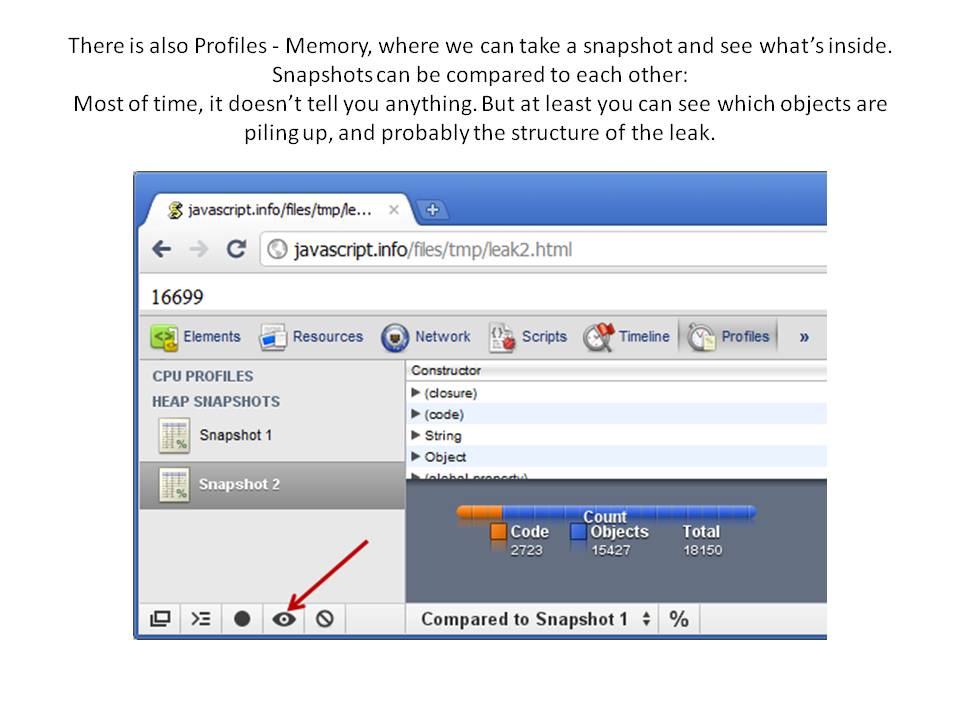 There is also Profiles - Memory, where we can take a snapshot and see what's inside.
Snapshots can be compared to each other:
Most of time, it doesn't tell you anything. But at least you can see which objects are
piling up, and probably the structure of the leak.
javascript.info/files/tmp/le...
javascript.info/files/tmp/leak2.html
16699
Elements Resources Network Scripts Timeline Profiles »
CPU PROFILES
HEAP SNAPSHOTS
Snapshot 1
Snapshot 2
Constructor
(closure)
(code)
String
Object
(global property)
Count
Code Objects Total
2723 15427 18150
Compared to Snapshot 1 %